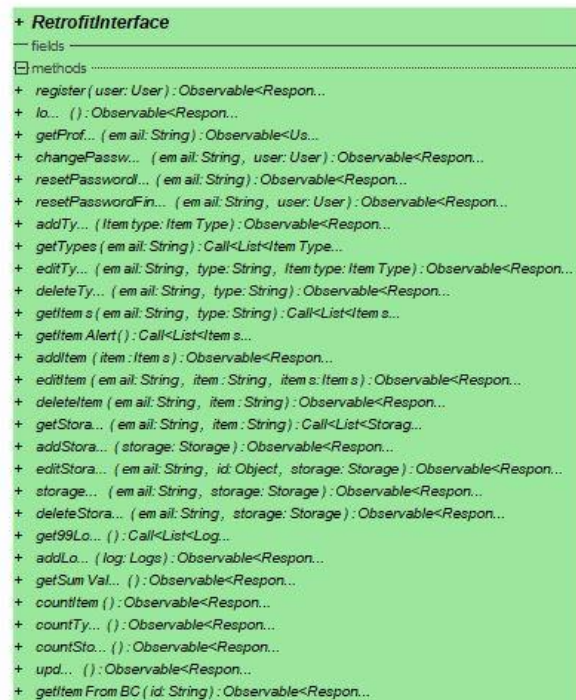 + RetrofitInterface
fields
methods
+ register(user: User) : Observable<Respon...
+ lo... () : Observable<Respon...
+ getProf... (email: String) : Observable<Us...
+ changePassw... (email: String, user: User) : Observable<Respon...
+ resetPasswordI... (email: String) : Observable<Respon...
+ resetPasswordFin... (email: String, user: User) : Observable<Respon...
+ addTy... (Itemtype: ItemType) : Observable<Respon...
+ getTypes (email: String) : Call<List<ItemType...
+ editTy... (email: String, type: String, Itemtype: ItemType) : Observable<Respon...
+ deleteTy... (email: String, type: String) : Observable<Respon...
+ getItems (email: String, type: String) : Call<List<Items...
+ getItemAlert() : Call<List<Items...
+ addItem (item : Items) : Observable<Respon...
+ editItem (email: String, item : String, items: Items) : Observable<Respon...
+ deleteItem (email: String, item : String) : Observable<Respon...
+ getStora... (email: String, item : String) : Call<List<Storag...
+ addStora... (storage: Storage) : Observable<Respon...
+ editStora... (email: String, id: Object, storage: Storage) : Observable<Respon...
+ storage... (email: String, storage: Storage) : Observable<Respon...
+ deleteStora... (email: String, storage: Storage) : Observable<Respon...
+ get99Lo... () : Call<List<Log...
+ addLo... (log: Logs) : Observable<Respon...
+ getSumVal... () : Observable<Respon...
+ countItem () : Observable<Respon...
+ countTy... () : Observable<Respon...
+ countSto... () : Observable<Respon...
+ upd... () : Observable<Respon...
+ getItemFromBC (id: String) : Observable<Respon...